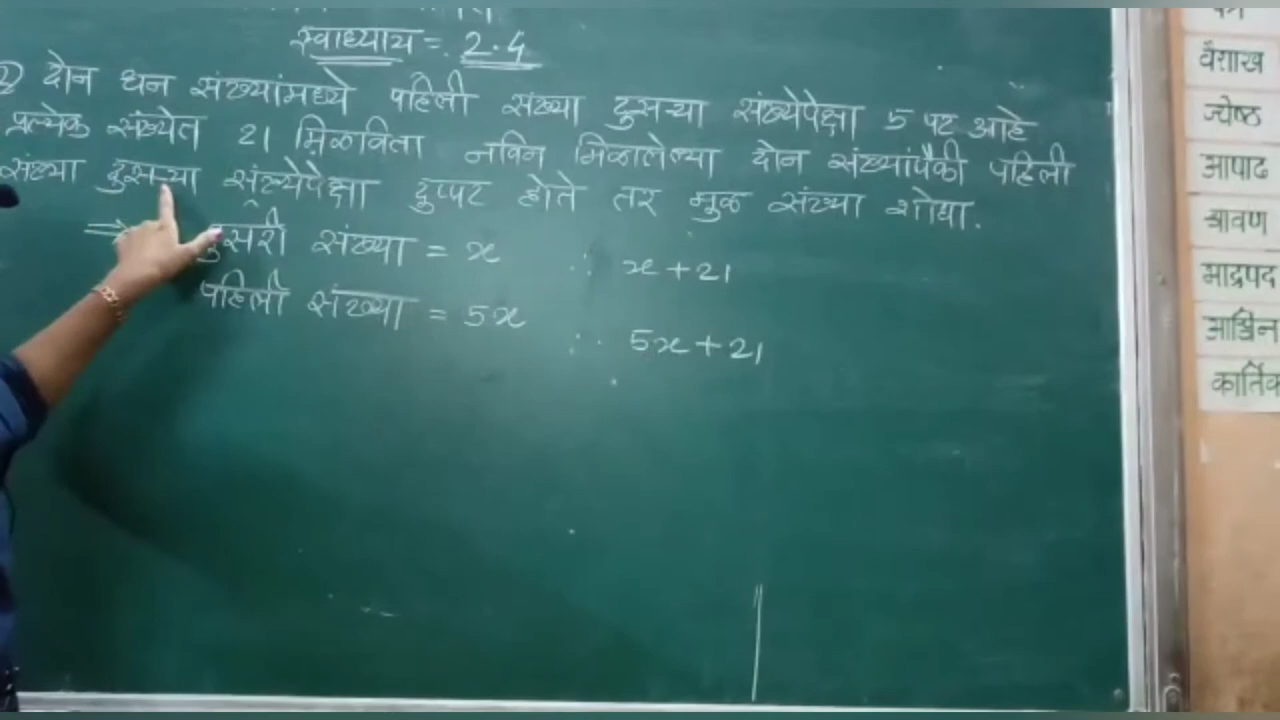 स्वाध्याय = 2.4
2) दोन धन संख्यांमध्ये पहिली संख्या दुसऱ्या संख्येपेक्षा 5 पट आहे
प्रत्येक संख्येत 21 मिळविता नविन मिळालेल्या दोन संख्यांपैकी पहिली
संख्या दुसऱ्या संख्येपेक्षा दुप्पट होते तर मुळ संख्या शोधा.
⇒ दुसरी संख्या = x ∴ x + 21
पहिली संख्या = 5x ∴ 5x + 21
वैशाख
ज्येष्ठ
आषाढ
श्रावण
भाद्रपद
आश्विन
कार्तिक